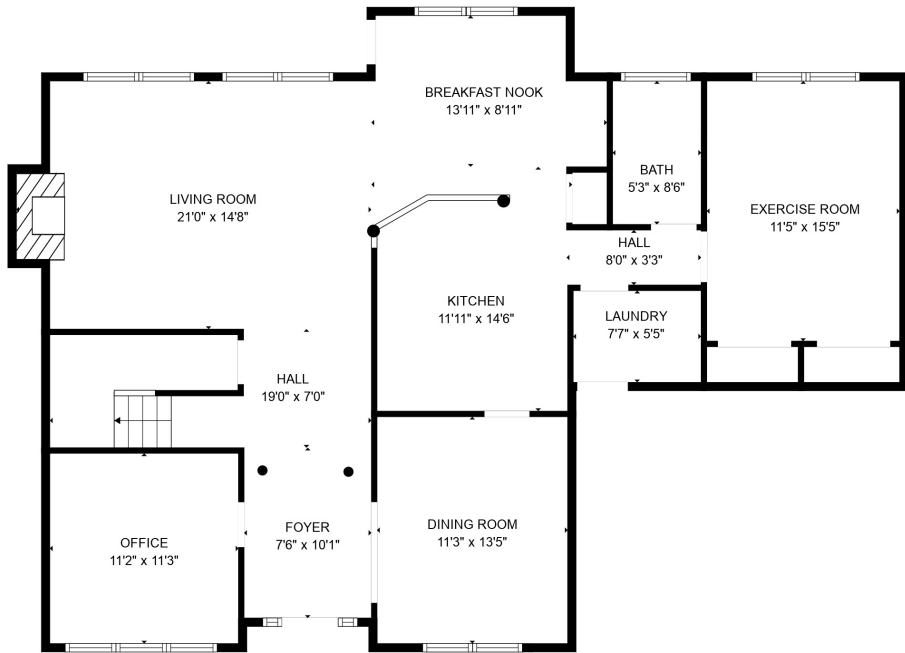 BREAKFAST NOOK
13'11" x 8'11"
LIVING ROOM
21'0" x 14'8"
BATH
5'3" x 8'6"
EXERCISE ROOM
11'5" x 15'5"
HALL
8'0" x 3'3"
KITCHEN
11'11" x 14'6"
LAUNDRY
7'7" x 5'5"
HALL
19'0" x 7'0"
OFFICE
11'2" x 11'3"
FOYER
7'6" x 10'1"
DINING ROOM
11'3" x 13'5"